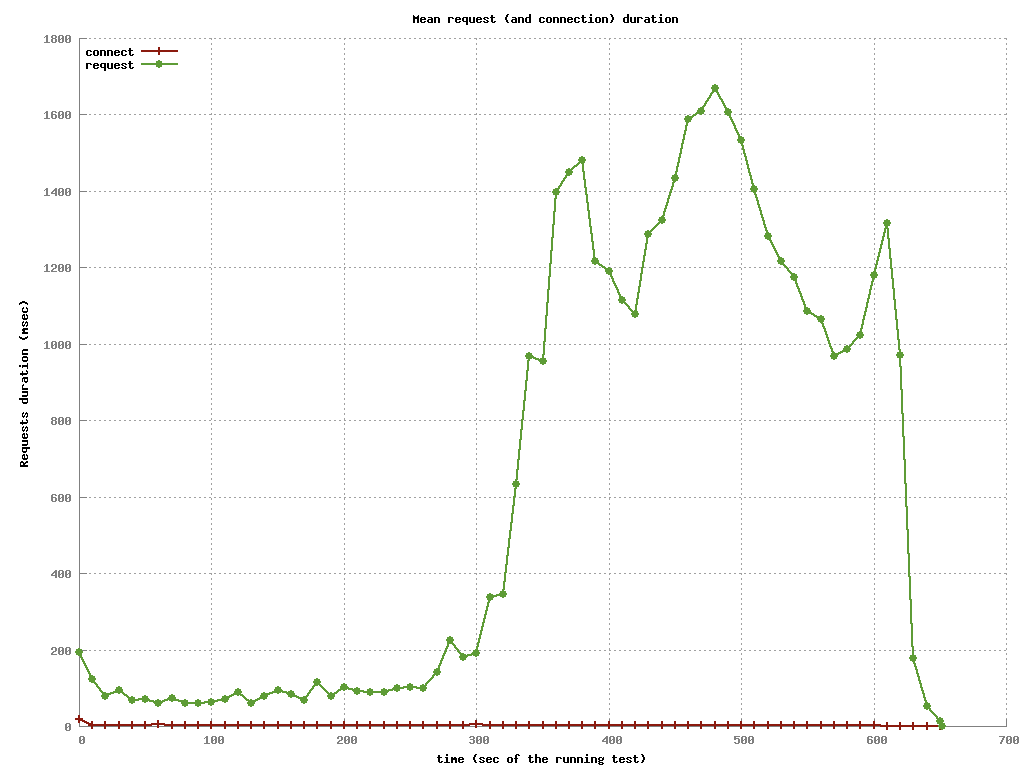 Mean request (and connection) duration
connect
request
1800
1600
1400
1200
1000
800
600
400
200
0
Requests duration (msec)
0 100 200 300 400 500 600 700
time (sec of the running test)